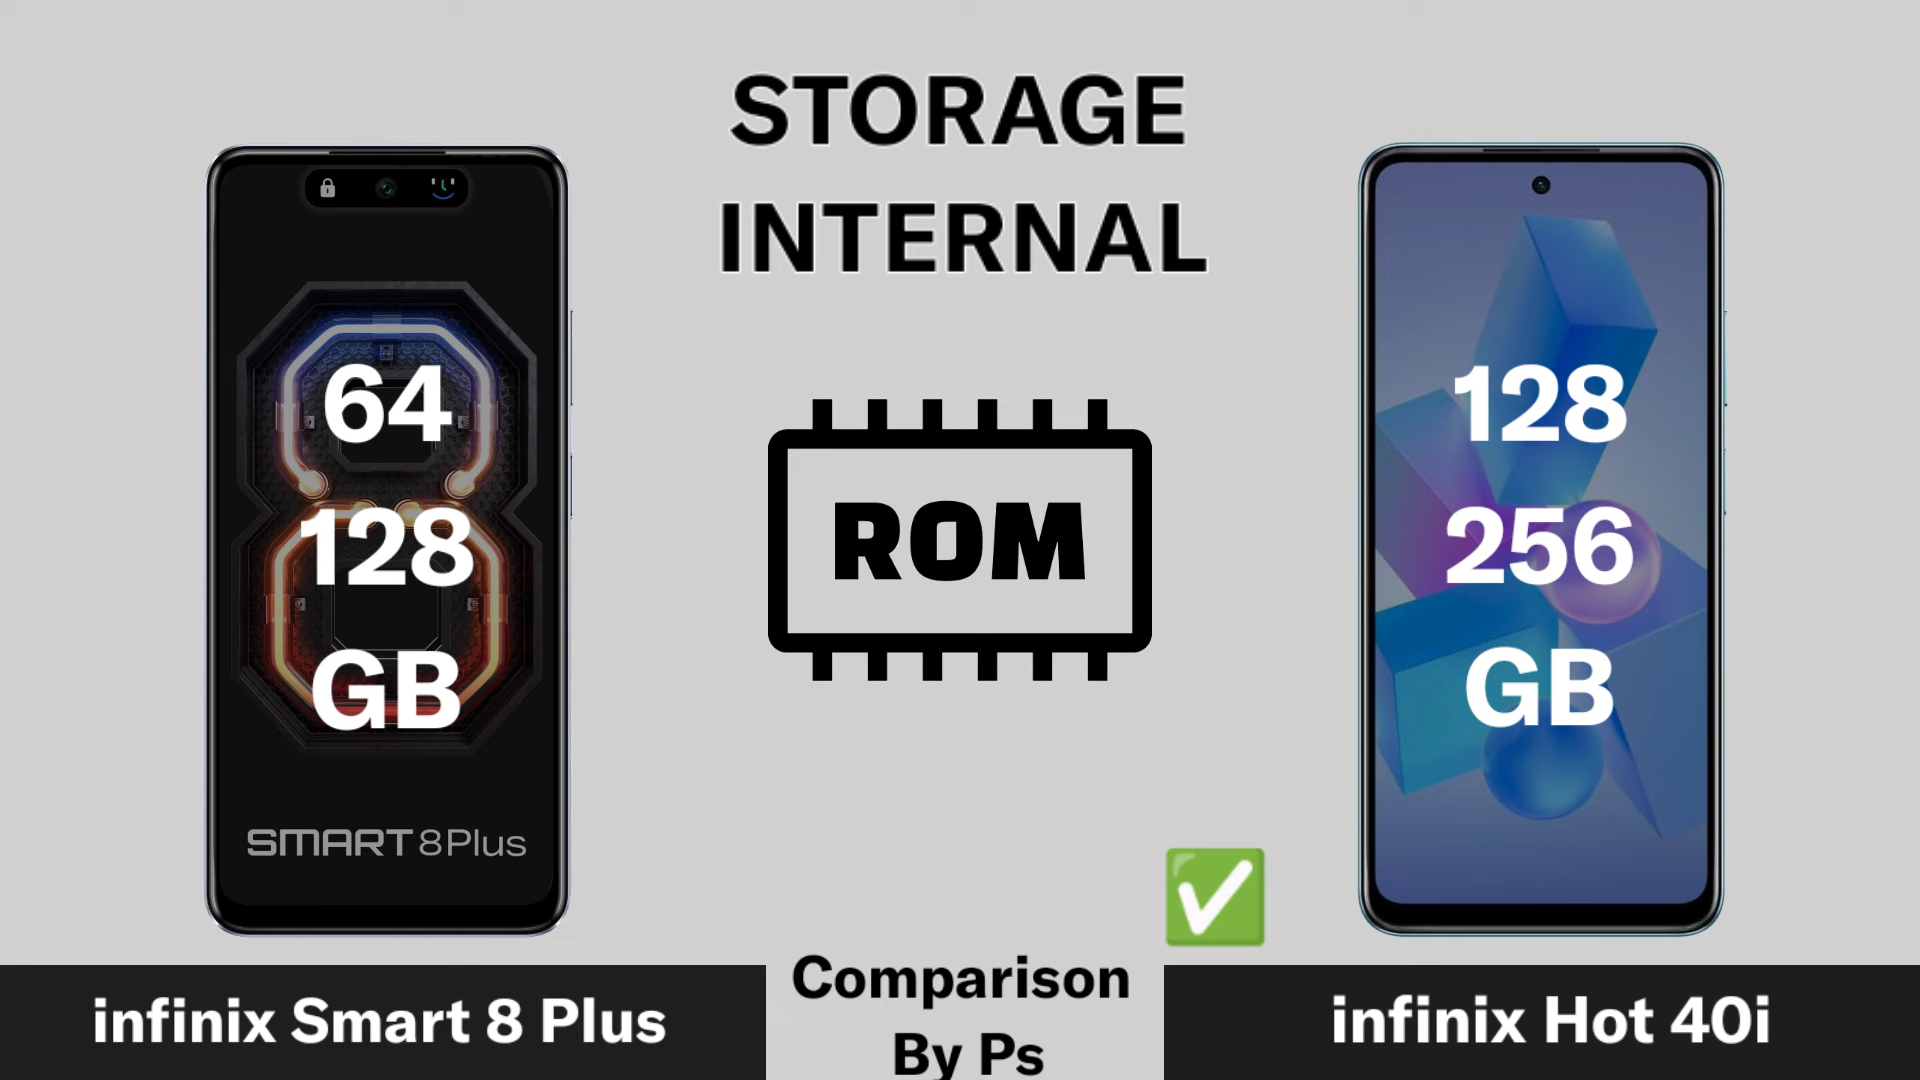 STORAGE
INTERNAL
64
128
GB
SMART 8Plus
ROM
128
256
GB
infinix Smart 8 Plus
Comparison
By Ps
infinix Hot 40i